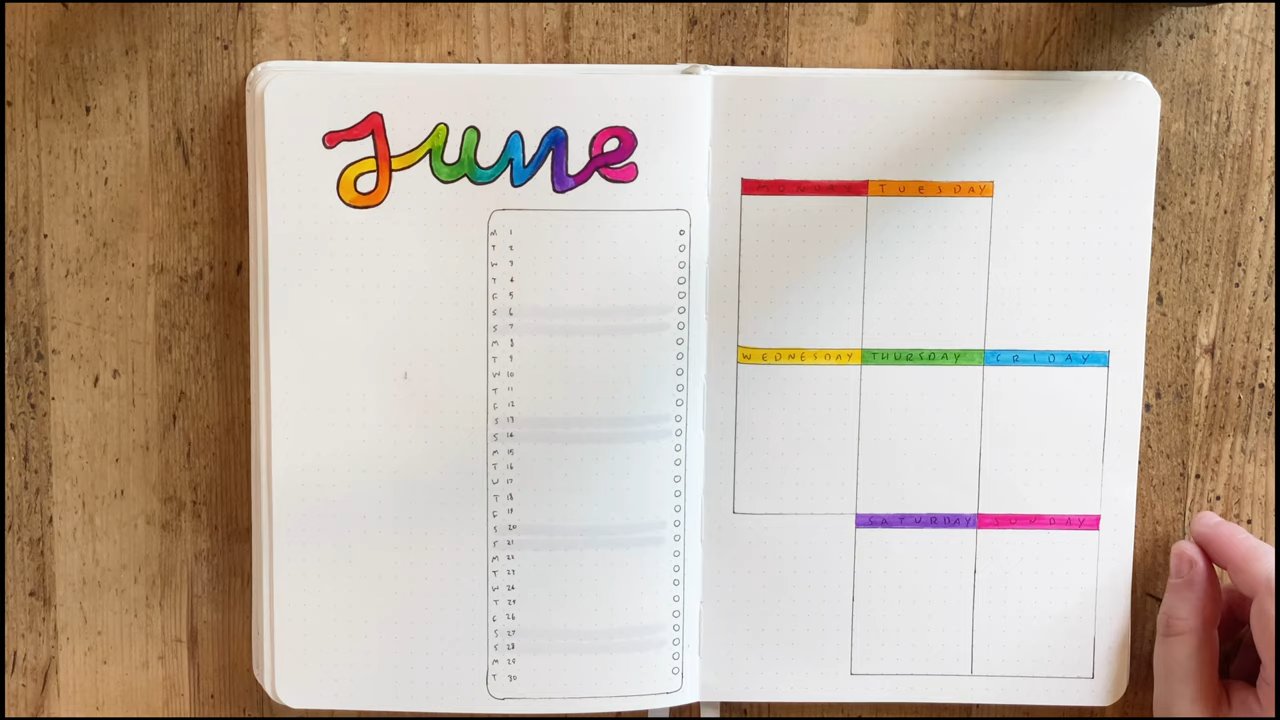 June
M 1
T 2
W 3
T 4
F 5
S 6
S 7
M 8
T 9
W 10
T 11
F 12
S 13
S 14
M 15
T 16
W 17
T 18
F 19
S 20
S 21
M 22
T 23
W 24
T 25
F 26
S 27
S 28
M 29
T 30
MONDAY TUESDAY
WEDNESDAY THURSDAY FRIDAY
SATURDAY SUNDAY